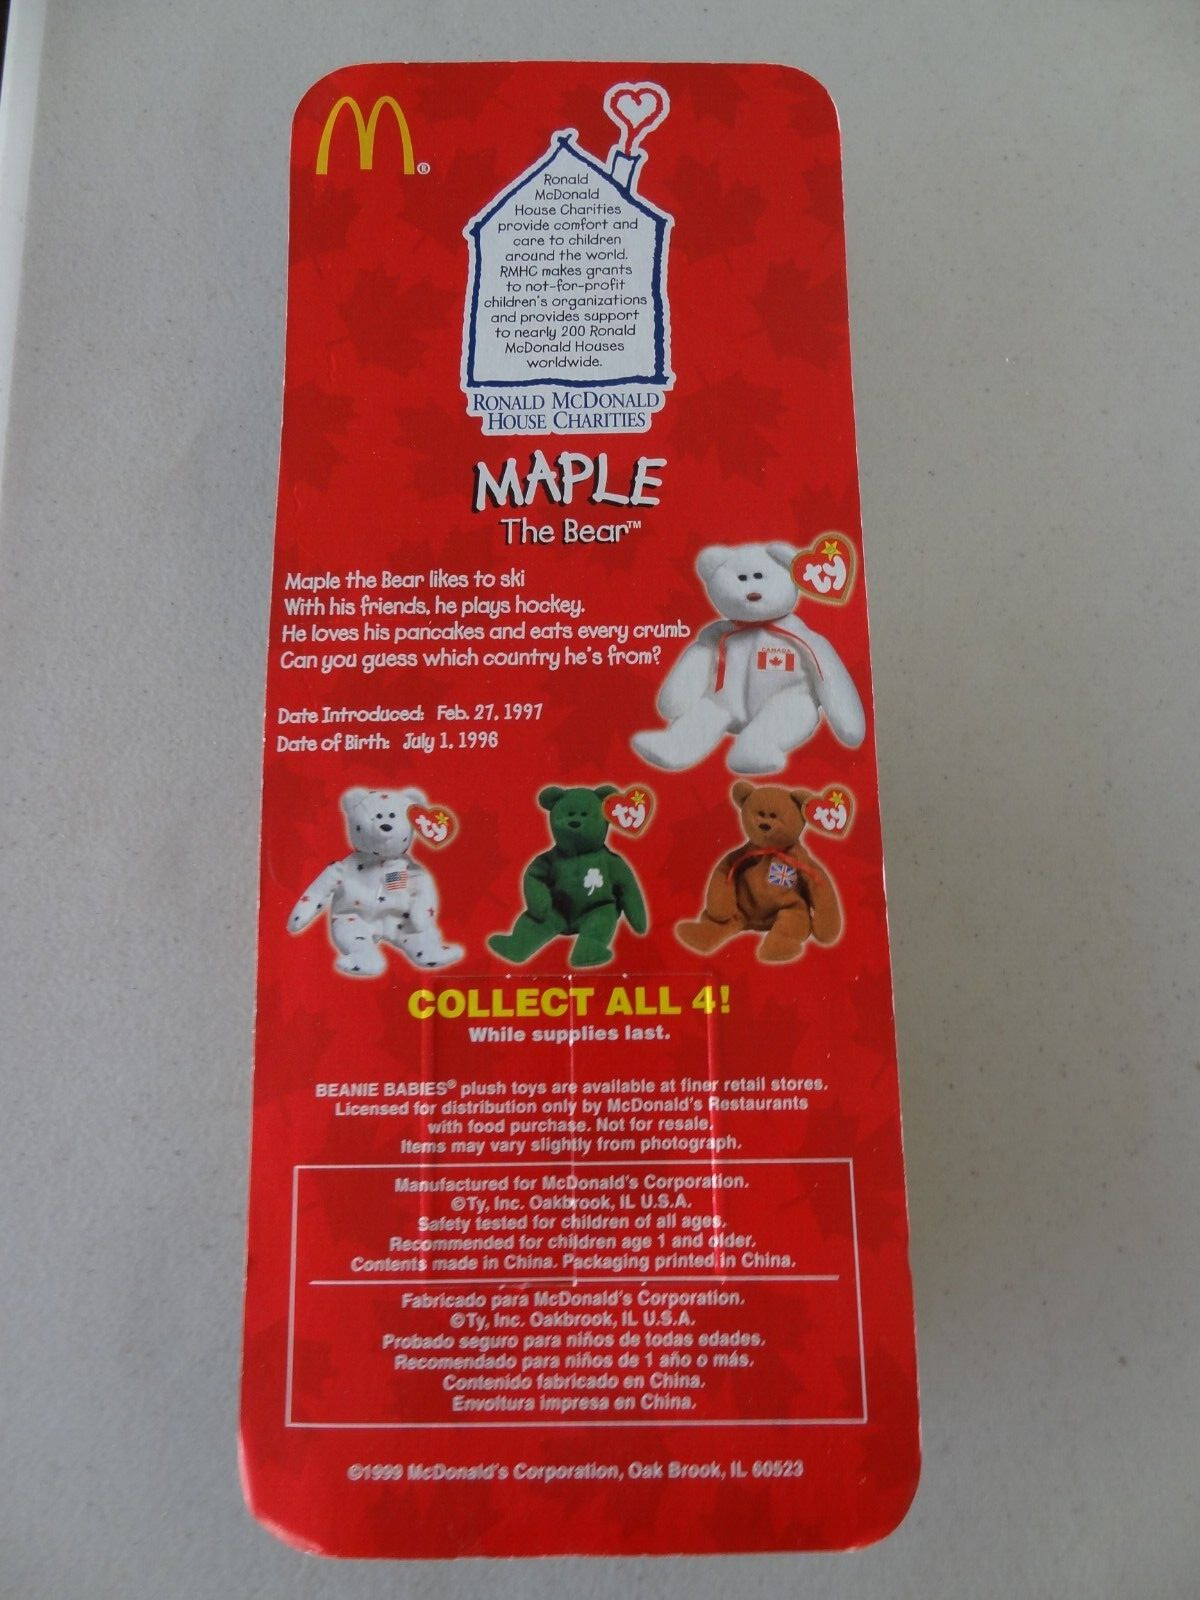 M®
Ronald
McDonald
House Charities
provide comfort and
care to children
around the world.
RMHC makes grants
to not-for-profit
children's organizations
and provides support
to nearly 200 Ronald
McDonald Houses
worldwide.
RONALD MCDONALD
HOUSE CHARITIES
MAPLE
The Bear™
Maple the Bear likes to ski
With his friends, he plays hockey.
He loves his pancakes and eats every crumb
Can you guess which country he's from?
ty
CANADA
Date Introduced: Feb. 27, 1997
Date of Birth: July 1, 1996
ty
ty
ty
COLLECT ALL 4!
While supplies last.
BEANIE BABIES® plush toys are available at finer retail stores.
Licensed for distribution only by McDonald's Restaurants
with food purchase. Not for resale.
Items may vary slightly from photograph.
Manufactured for McDonald's Corporation.
©Ty, Inc. Oakbrook, IL U.S.A.
Safety tested for children of all ages.
Recommended for children age 1 and older.
Contents made in China. Packaging printed in China.
Fabricado para McDonald's Corporation.
©Ty, Inc. Oakbrook, IL U.S.A.
Probado seguro para niños de todas edades.
Recomendado para niños de 1 año o más.
Contenido fabricado en China.
Envoltura impresa en China.
©1999 McDonald's Corporation, Oak Brook, IL 60523